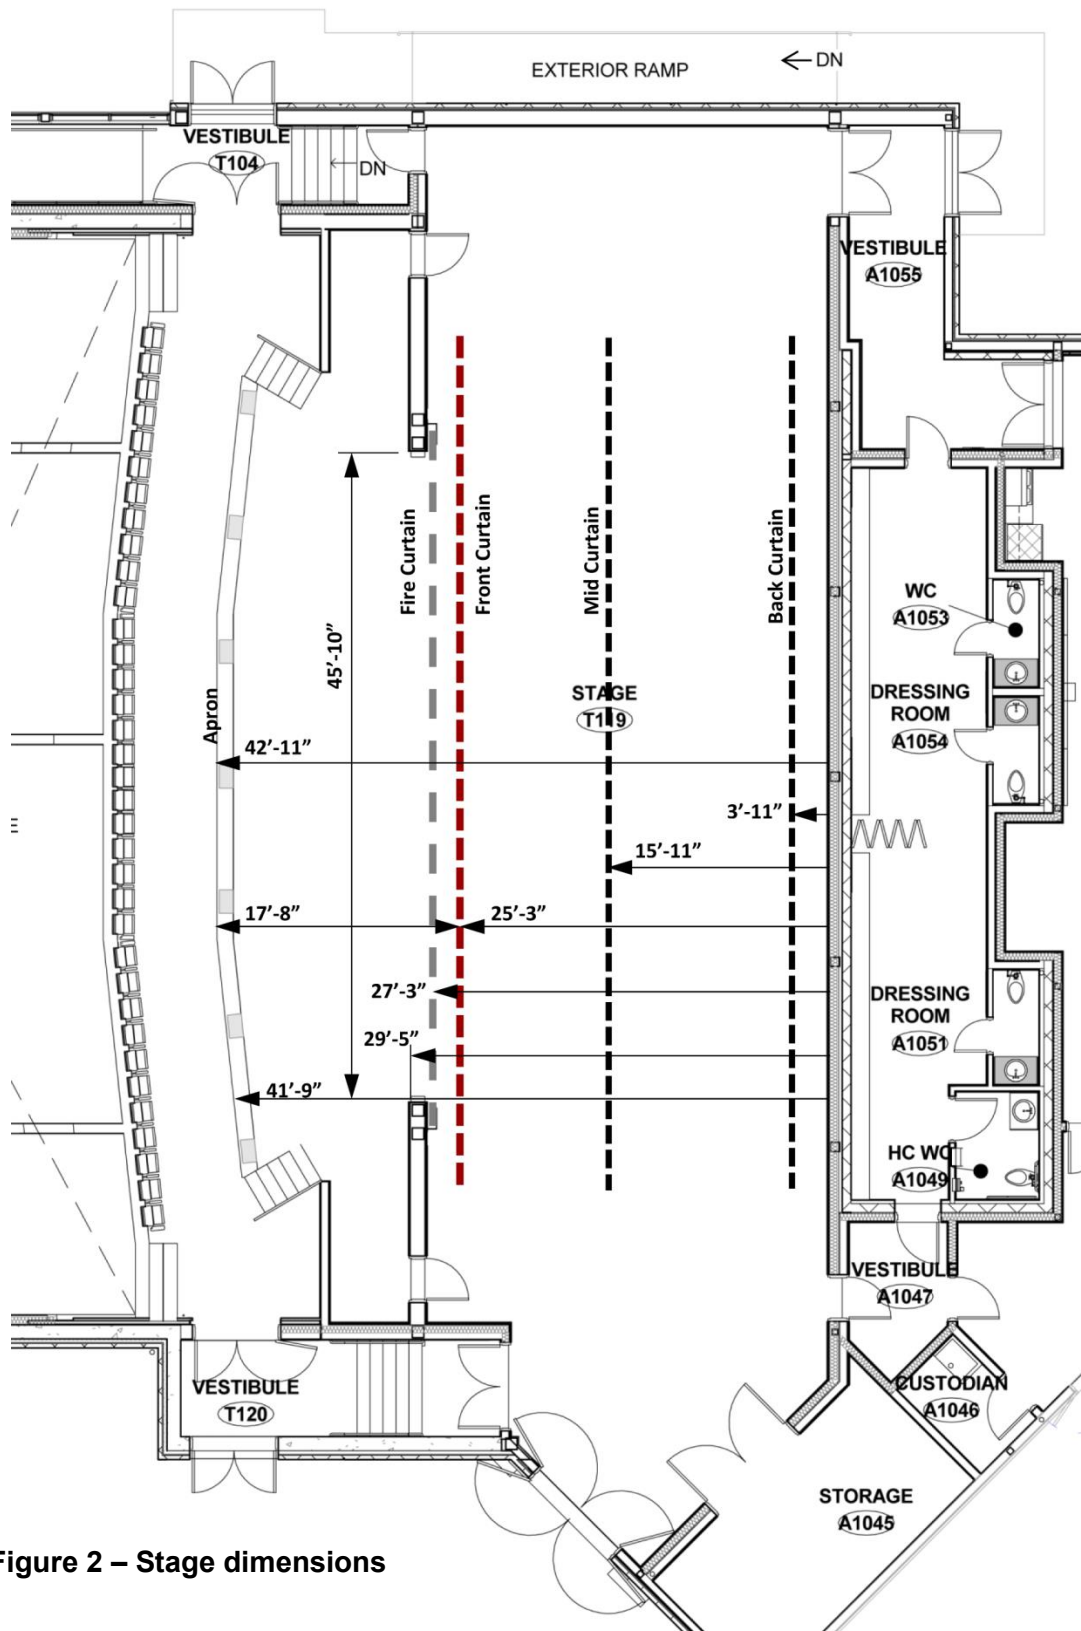 EXTERIOR RAMP
DN
VESTIBULE
T104
DN
VESTIBULE
A1055
Fire Curtain
Front Curtain
Mid Curtain
Back Curtain
WC
A1053
45’-10”
STAGE
T119
DRESSING
ROOM
A1054
Apron
42’-11”
3’-11”
15’-11”
17’-8”
25’-3”
27’-3”
DRESSING
ROOM
A1051
29’-5”
41’-9”
HC WC
A1049
VESTIBULE
A1047
VESTIBULE
T120
CUSTODIAN
A1046
STORAGE
A1045
Figure 2 – Stage dimensions